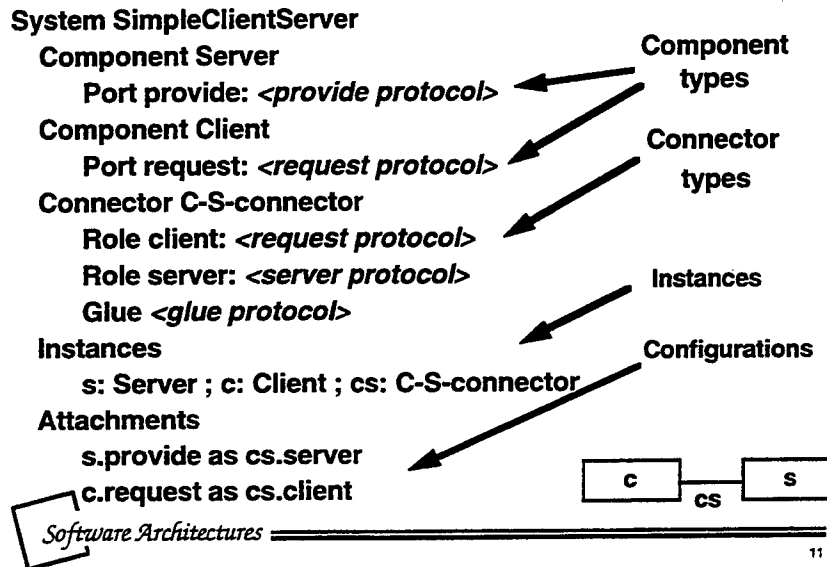 System SimpleClientServer
Component Server
Port provide: <provide protocol>
Component Client
Port request: <request protocol>
Connector C-S-connector
Role client: <request protocol>
Role server: <server protocol>
Glue <glue protocol>
Instances
s: Server ; c: Client ; cs: C-S-connector
Attachments
s.provide as cs.server
c.request as cs.client
Component
types
Connector
types
Instances
Configurations
c
cs
s
Software Architectures
11